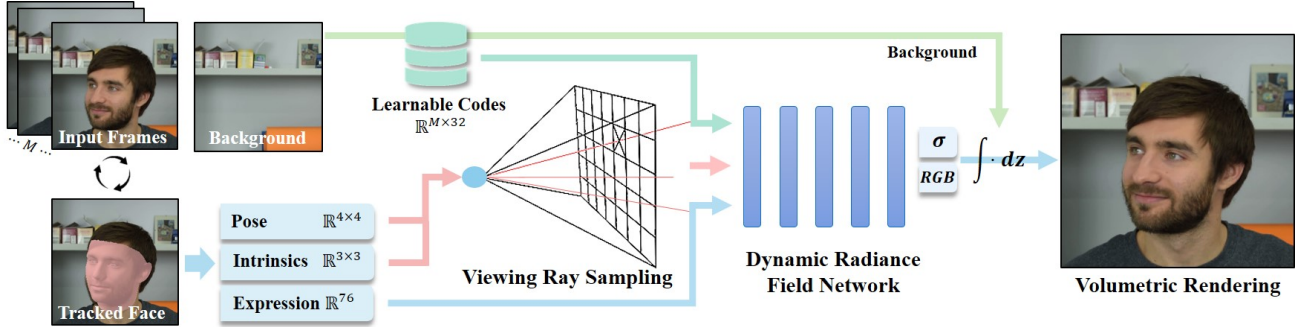 ... M ...
Input Frames
Background
Learnable Codes
ℝ^{M×32}
Background
Tracked Face
Pose ℝ^{4×4}
Intrinsics ℝ^{3×3}
Expression ℝ^{76}
Viewing Ray Sampling
Dynamic Radiance
Field Network
σ
RGB
∫ · dz
Volumetric Rendering